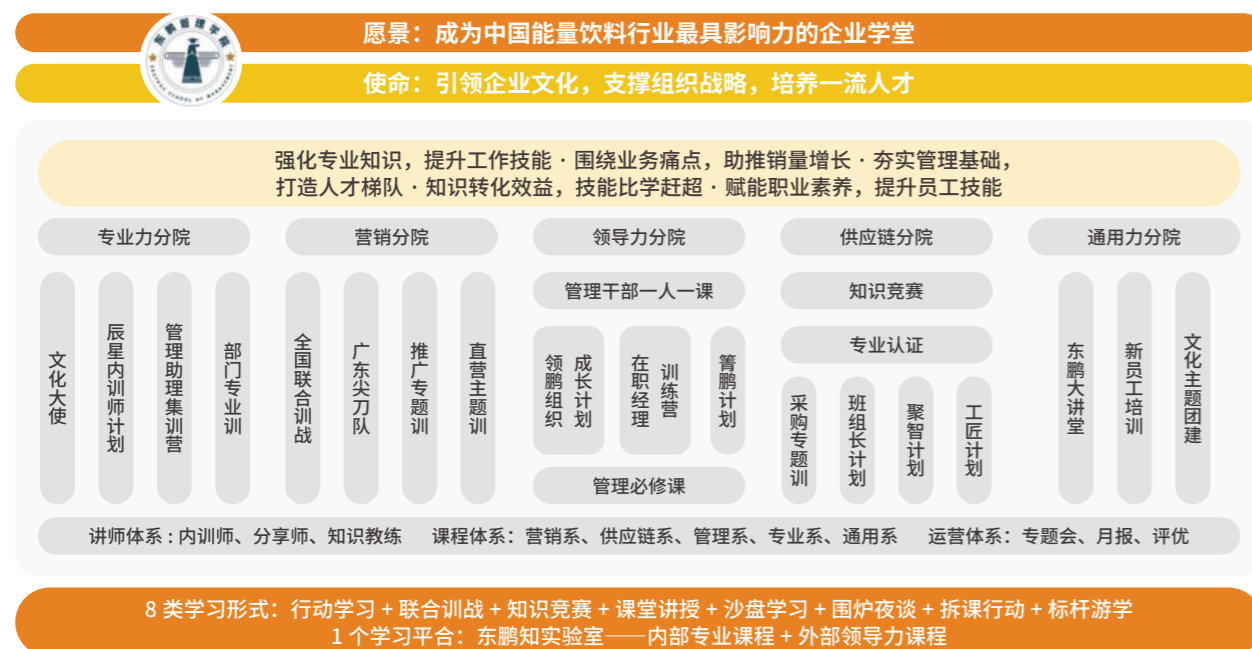 愿景：成为中国能量饮料行业最具影响力的企业学堂
东鹏管理学院
DONGPENG SCHOOL OF MANAGEMENT
使命：引领企业文化，支撑组织战略，培养一流人才
强化专业知识，提升工作技能 · 围绕业务痛点，助推销量增长 · 夯实管理基础，
打造人才梯队 · 知识转化效益，技能比学赶超 · 赋能职业素养，提升员工技能
专业力分院
文化大使
辰星内训师计划
管理助理集训营
部门专业训
营销分院
全国联合训战
广东尖刀队
推广专题训
直营主题训
领导力分院
管理干部一人一课
领鹏组织
成长计划
在职经理
训练营
箐鹏计划
管理必修课
供应链分院
知识竞赛
专业认证
采购专题训
班组长计划
聚智计划
工匠计划
通用力分院
东鹏大讲堂
新员工培训
文化主题团建
讲师体系：内训师、分享师、知识教练 课程体系：营销系、供应链系、管理系、专业系、通用系 运营体系：专题会、月报、评优
8 类学习形式：行动学习 + 联合训战 + 知识竞赛 + 课堂讲授 + 沙盘学习 + 围炉夜谈 + 拆课行动 + 标杆游学
1 个学习平合：东鹏知实验室——内部专业课程 + 外部领导力课程